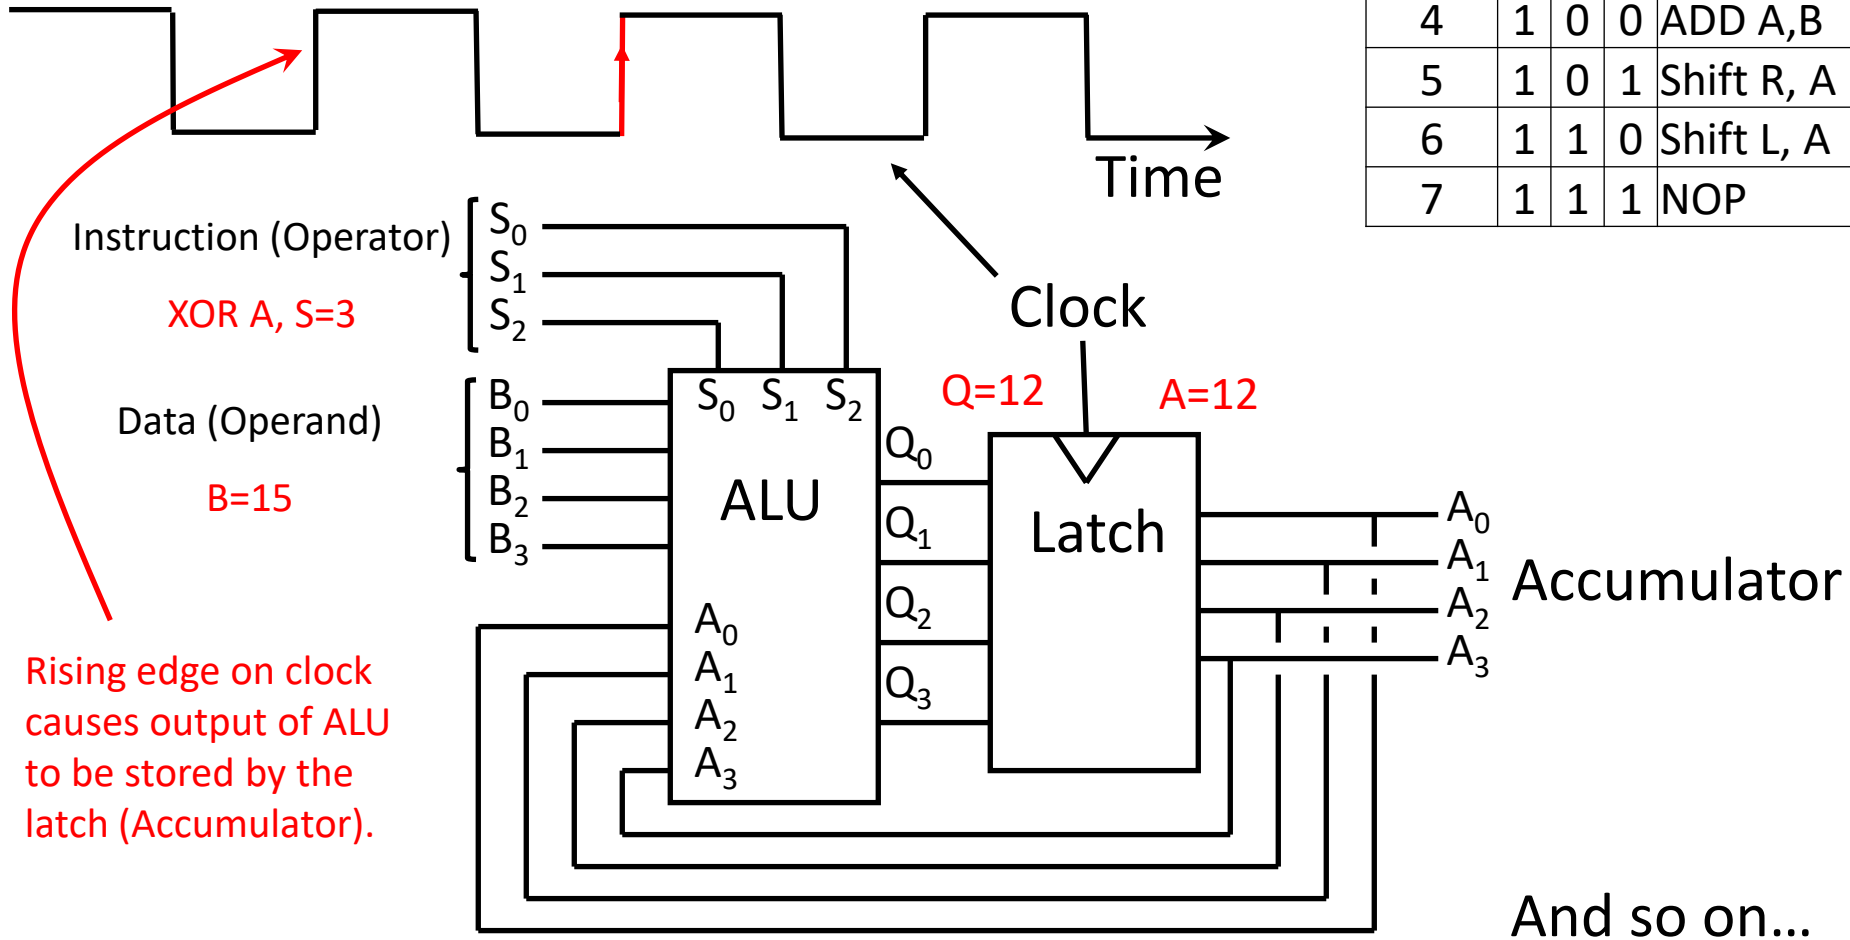 4 1 0 0 ADD A,B
5 1 0 1 Shift R, A
6 1 1 0 Shift L, A
7 1 1 1 NOP
Time
Instruction (Operator)
XOR A, S=3
S0
S1
S2
Clock
Data (Operand)
B=15
B0
B1
B2
B3
S0 S1 S2
ALU
A0
A1
A2
A3
Q=12 A=12
Q0
Q1
Q2
Q3
Latch
A0
A1
A2
A3
Accumulator
Rising edge on clock
causes output of ALU
to be stored by the
latch (Accumulator).
And so on...